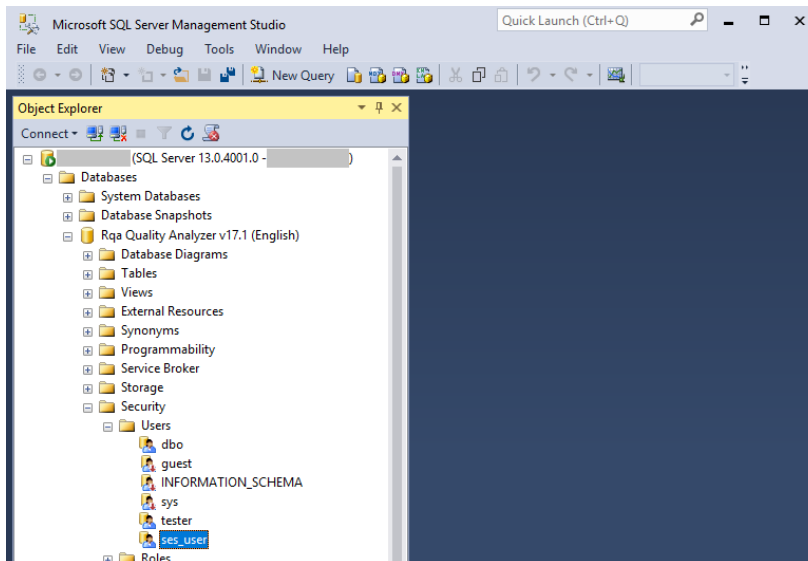 Microsoft SQL Server Management Studio
Quick Launch (Ctrl+Q)
File Edit View Debug Tools Window Help
New Query
Object Explorer
Connect
(SQL Server 13.0.4001.0 - )
Databases
System Databases
Database Snapshots
Rqa Quality Analyzer v17.1 (English)
Database Diagrams
Tables
Views
External Resources
Synonyms
Programmability
Service Broker
Storage
Security
Users
dbo
guest
INFORMATION_SCHEMA
sys
tester
ses_user
Roles